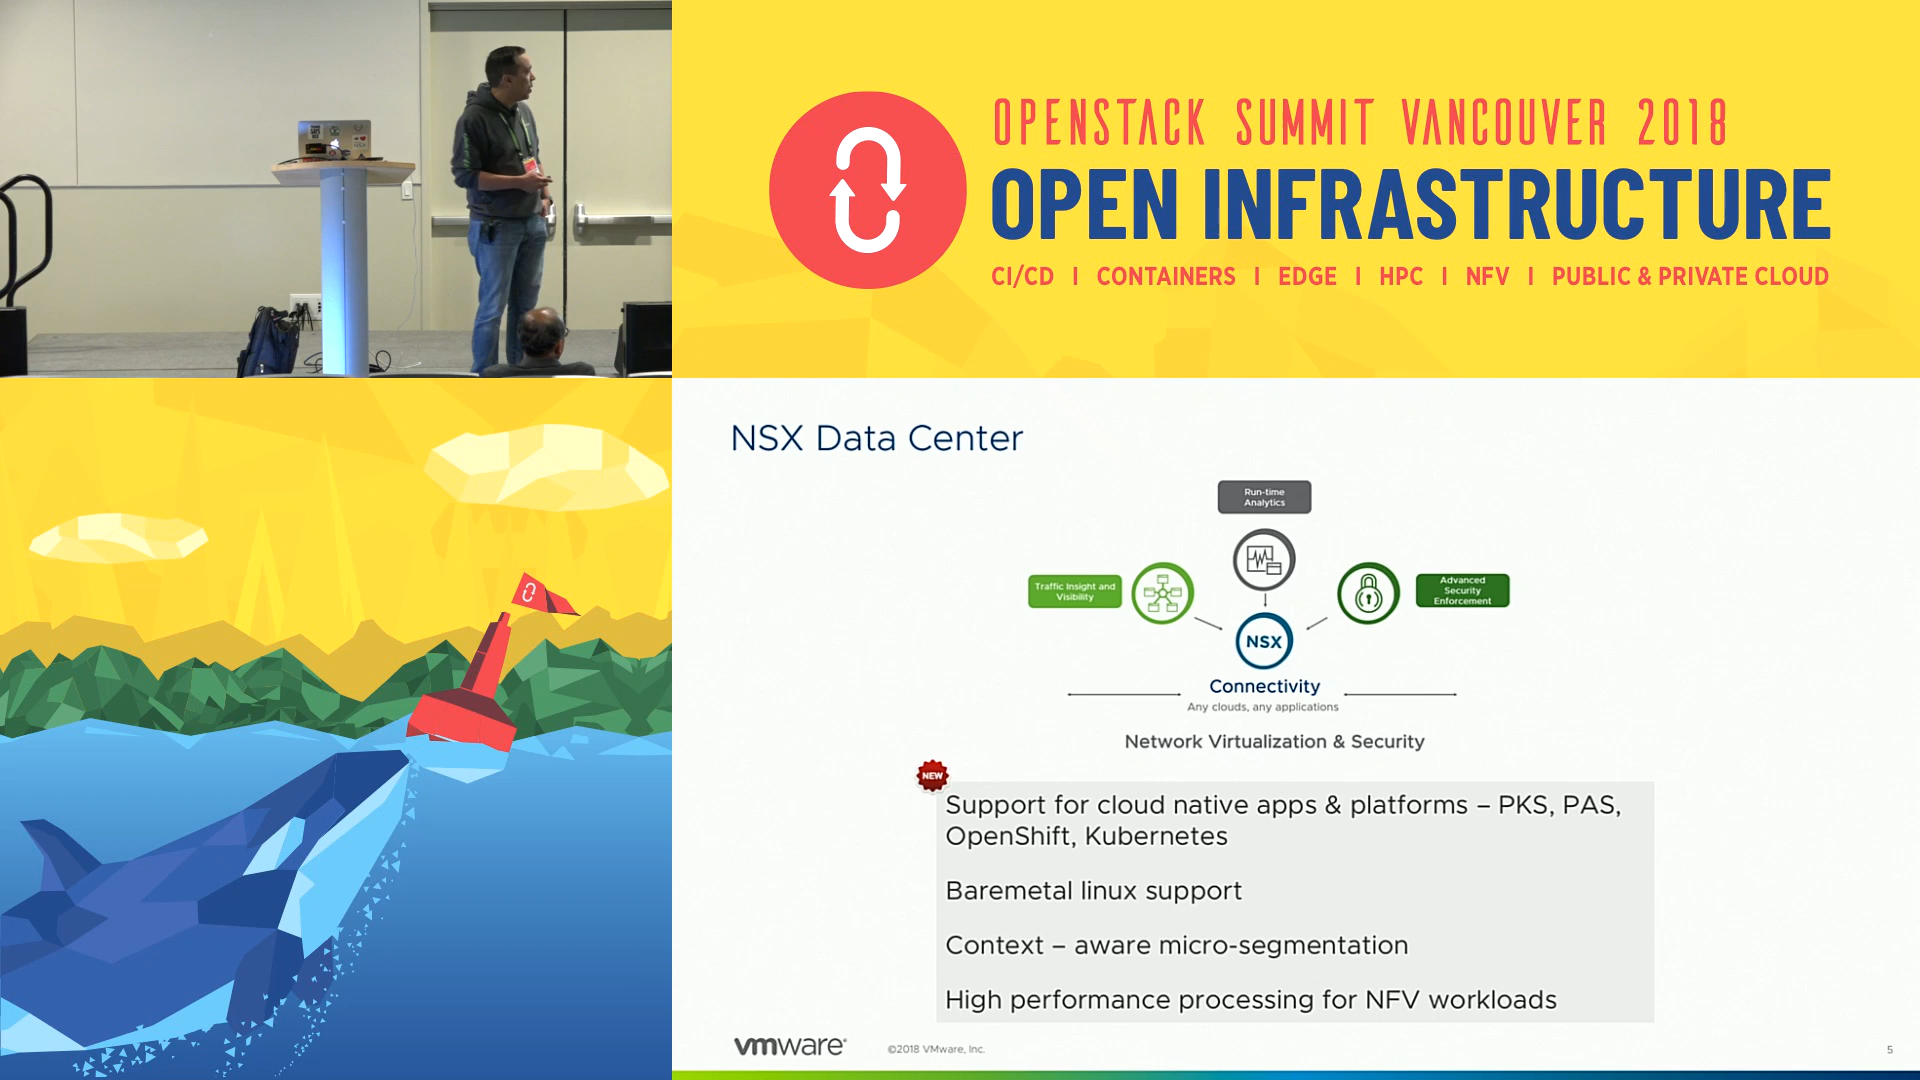 OPENSTACK SUMMIT VANCOUVER 2018
OPEN INFRASTRUCTURE
CI/CD | CONTAINERS | EDGE | HPC | NFV | PUBLIC & PRIVATE CLOUD
NSX Data Center
Run-time
Analytics
Traffic Insight and
Visibility
Advanced
Security
Enforcement
NSX
Connectivity
Any clouds, any applications
Network Virtualization & Security
NEW
Support for cloud native apps & platforms – PKS, PAS,
OpenShift, Kubernetes
Baremetal linux support
Context – aware micro-segmentation
High performance processing for NFV workloads
vmware®
©2018 VMware, Inc.
5